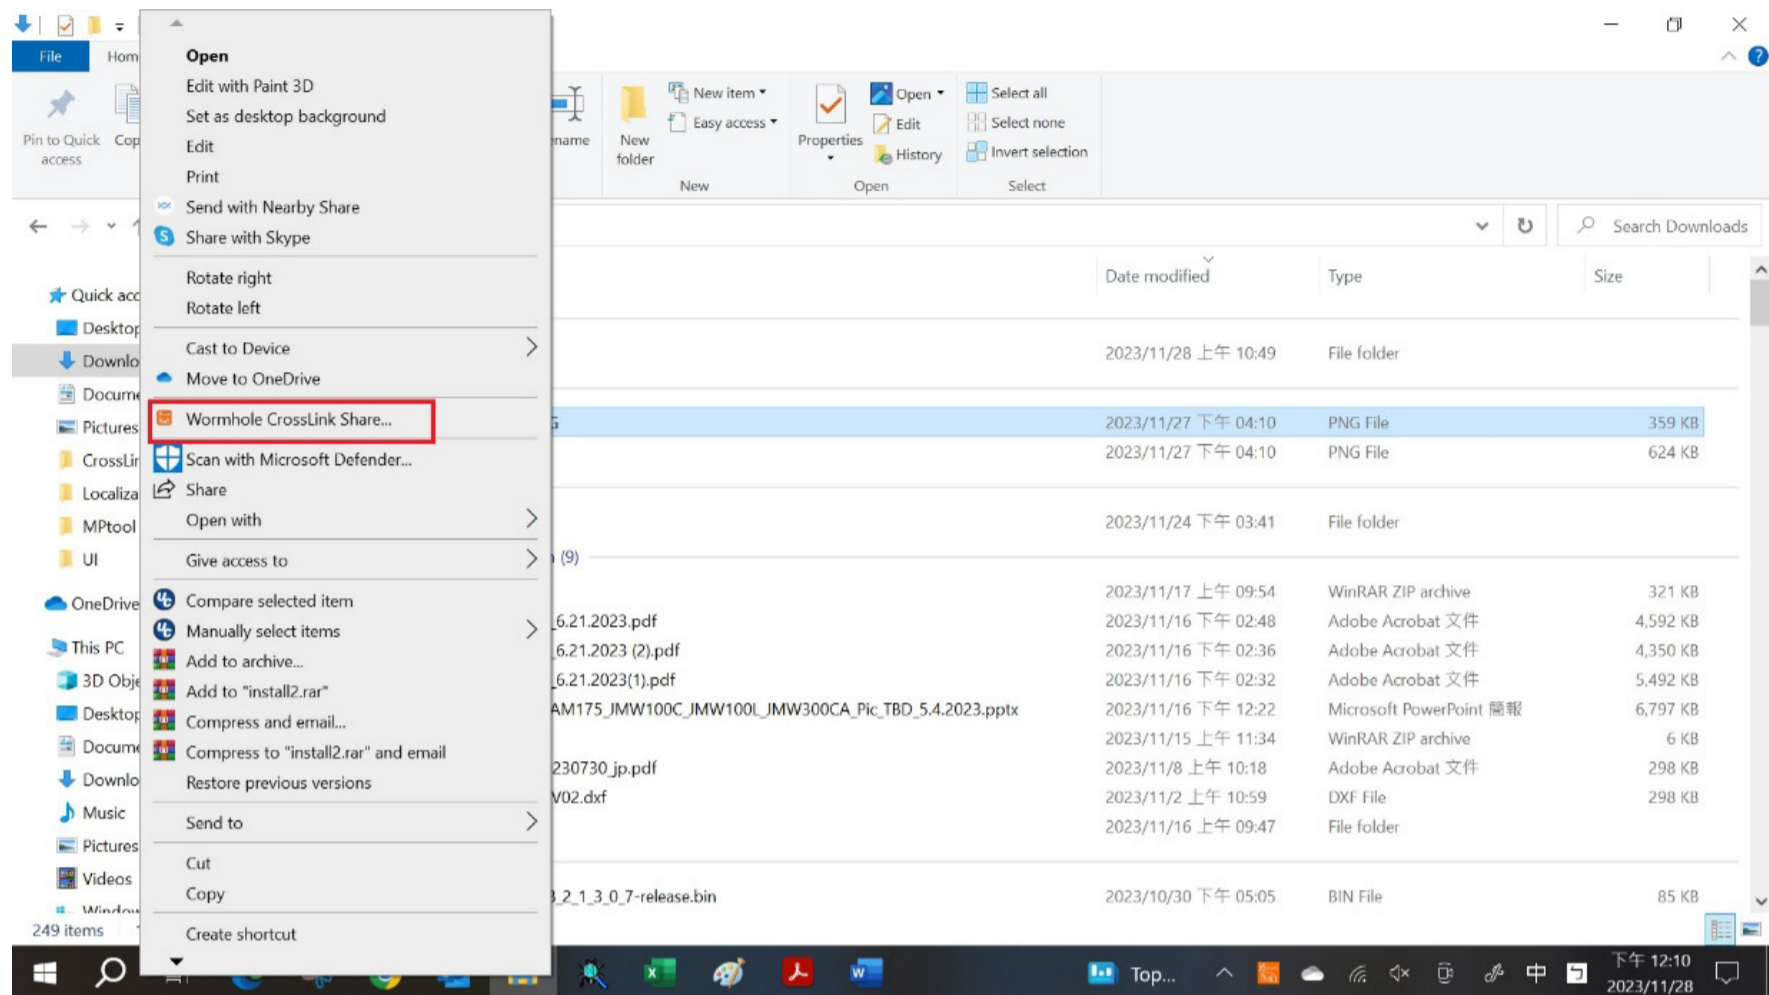 File
Hom
Pin to Quick access
Cop
ename
New folder
New item
Easy access
New
Properties
Open
Edit
History
Open
Select all
Select none
Invert selection
Select
Search Downloads
Open
Edit with Paint 3D
Set as desktop background
Edit
Print
Send with Nearby Share
Share with Skype
Rotate right
Rotate left
Cast to Device
Move to OneDrive
Wormhole CrossLink Share...
Scan with Microsoft Defender...
Share
Open with
Give access to
Compare selected item
Manually select items
Add to archive...
Add to "install2.rar"
Compress and email...
Compress to "install2.rar" and email
Restore previous versions
Send to
Cut
Copy
Create shortcut
Quick acc
Desktop
Downlo
Docume
Pictures
CrossLin
Localiza
MPtool
UI
OneDrive
This PC
3D Obje
Desktop
Docume
Downlo
Music
Pictures
Videos
Window
249 items
Date modified Type Size
2023/11/28 上午 10:49 File folder
G 2023/11/27 下午 04:10 PNG File 359 KB
2023/11/27 下午 04:10 PNG File 624 KB
2023/11/24 下午 03:41 File folder
(9)
2023/11/17 上午 09:54 WinRAR ZIP archive 321 KB
_6.21.2023.pdf 2023/11/16 下午 02:48 Adobe Acrobat 文件 4,592 KB
_6.21.2023 (2).pdf 2023/11/16 下午 02:36 Adobe Acrobat 文件 4,350 KB
_6.21.2023(1).pdf 2023/11/16 下午 02:32 Adobe Acrobat 文件 5,492 KB
AM175_JMW100C_JMW100L_JMW300CA_Pic_TBD_5.4.2023.pptx 2023/11/16 下午 12:22 Microsoft PowerPoint 簡報 6,797 KB
2023/11/15 上午 11:34 WinRAR ZIP archive 6 KB
230730_jp.pdf 2023/11/8 上午 10:18 Adobe Acrobat 文件 298 KB
V02.dxf 2023/11/2 上午 10:59 DXF File 298 KB
2023/11/16 上午 09:47 File folder
3_2_1_3_0_7-release.bin 2023/10/30 下午 05:05 BIN File 85 KB
Top...
中
ㄅ
下午 12:10
2023/11/28